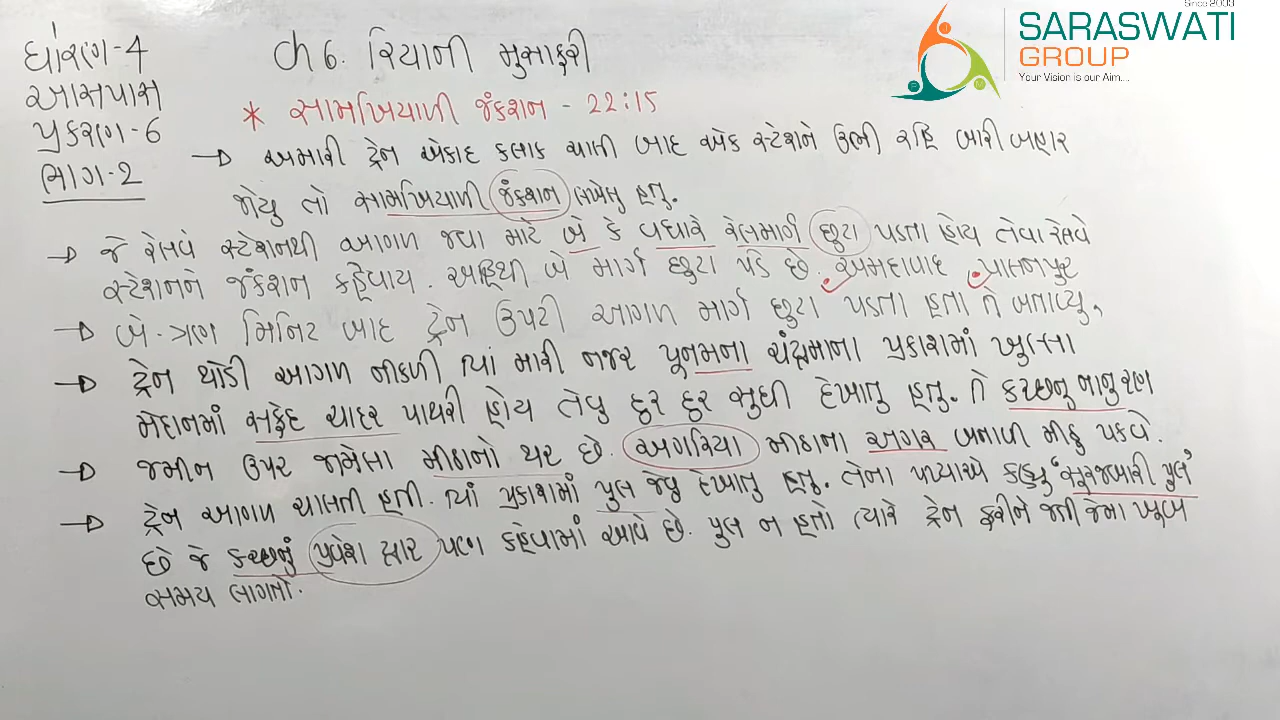 ધોરણ-4
આસપાસ
પ્રકરણ-6
ભાગ-2
Ch 6. રિયાની મુસાફરી
Since 2003
SARASWATI
GROUP
Your Vision is our Aim...
* સામખિયાળી જંકશન - 22:15
→ અમારી ટ્રેન એકાદ કલાક ચાલી બાદ એક સ્ટેશને ઉભી રહિ બારી બહાર
જોયુ તો સામખિયાળી જંકશન લખેલુ હતુ.
→ જે રેલવે સ્ટેશનથી આગળ જવા માટે બે કે વધારે રેલમાર્ગ છુટા પડતા હોય તેવા રેલવે
સ્ટેશનને જંકશન કહેવાય. અહિથી બે માર્ગ છુટા પડે છે. અમદાવાદ પાલનપુર
→ બે-ત્રણ મિનિટ બાદ ટ્રેન ઉપડી આગળ માર્ગ છુટા પડતા હતા તે બતાવ્યુ.
→ ટ્રેન થોડી આગળ નીકળી ત્યાં મારી નજર પૂનમના ચંદ્રમાના પ્રકાશમાં ખુલ્લા
મેદાનમાં સફેદ ચાદર પાથરી હોય તેવુ દુર દુર સુધી દેખાતુ હતુ. તે કચ્છનુ નાનુ રણ
→ જમીન ઉપર જામેલા મીઠાનો થર છે. અગરિયા મીઠાના અગર બનાવી મીઠુ પકવે.
→ ટ્રેન આગળ ચાલતી હતી. ત્યાં પ્રકાશમાં પુલ જેવુ દેખાતુ હતુ. તેના પપ્પાએ કહ્યુ 'સૂરજબારી પુલ'
છે જે કચ્છનું પ્રવેશ દ્વાર પણ કહેવામાં આવે છે. પુલ ન હતો ત્યારે ટ્રેન ફરીને જતી જેમા ખૂબ
સમય લાગતો.